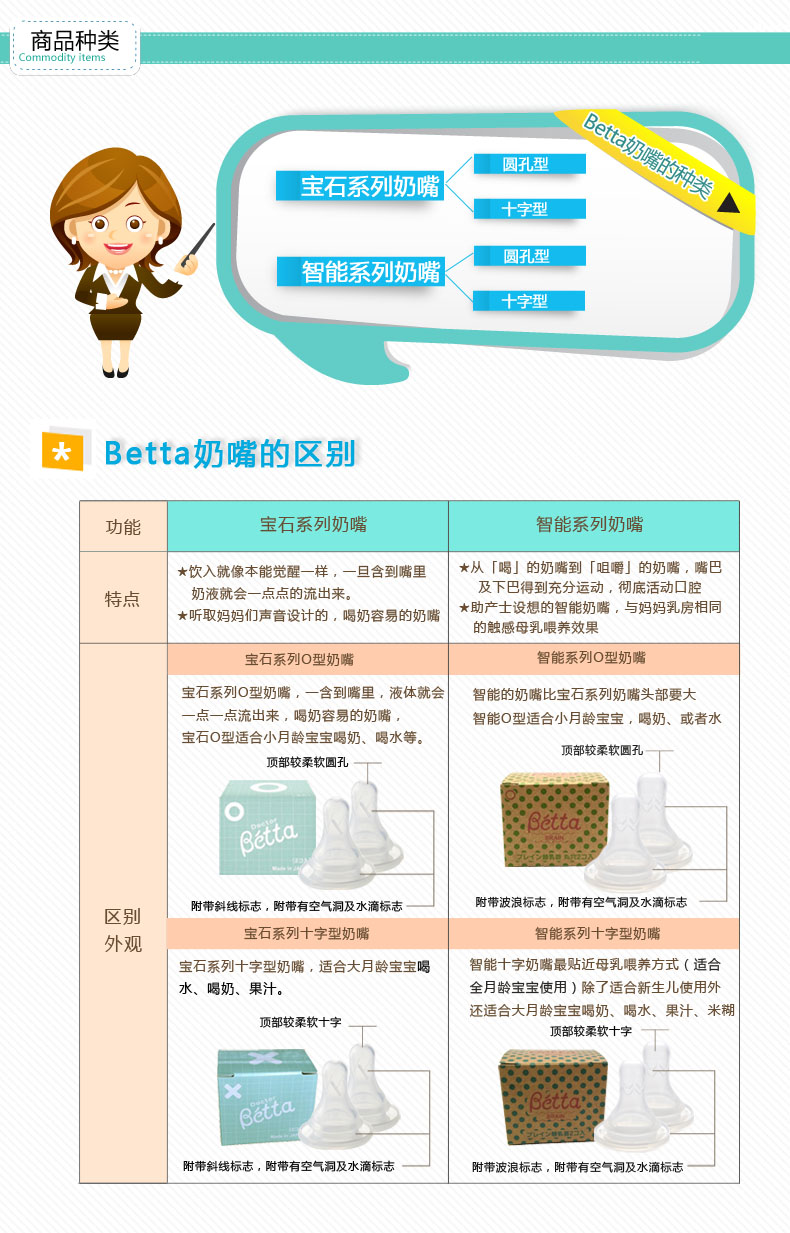 商品种类
Commodity items
Betta奶嘴的种类
宝石系列奶嘴
圆孔型
十字型
智能系列奶嘴
圆孔型
十字型
* Betta奶嘴的区别
功能
宝石系列奶嘴
智能系列奶嘴
特点
★饮入就像本能觉醒一样，一旦含到嘴里
奶液就会一点点的流出来。
★听取妈妈们声音设计的，喝奶容易的奶嘴
★从「喝」的奶嘴到「咀嚼」的奶嘴，嘴巴
及下巴得到充分运动，彻底活动口腔
★助产士设想的智能奶嘴，与妈妈乳房相同
的触感母乳喂养效果
区别
外观
宝石系列O型奶嘴
宝石系列O型奶嘴，一含到嘴里，液体就会
一点一点流出来，喝奶容易的奶嘴，
宝石O型适合小月龄宝宝喝奶、喝水等。
顶部较柔软圆孔
Doctor
Bétta
附带斜线标志，附带有空气洞及水滴标志
智能系列O型奶嘴
智能的奶嘴比宝石系列奶嘴头部要大
智能O型适合小月龄宝宝，喝奶、或者水
顶部较柔软圆孔
Bétta
附带波浪标志，附带有空气洞及水滴标志
宝石系列十字型奶嘴
宝石系列十字型奶嘴，适合大月龄宝宝喝
水、喝奶、果汁。
顶部较柔软十字
Doctor
Bétta
附带斜线标志，附带有空气洞及水滴标志
智能系列十字型奶嘴
智能十字奶嘴最贴近母乳喂养方式（适合
全月龄宝宝使用）除了适合新生儿使用外
还适合大月龄宝宝喝奶、喝水、果汁、米糊
顶部较柔软十字
Bétta
附带波浪标志，附带有空气洞及水滴标志